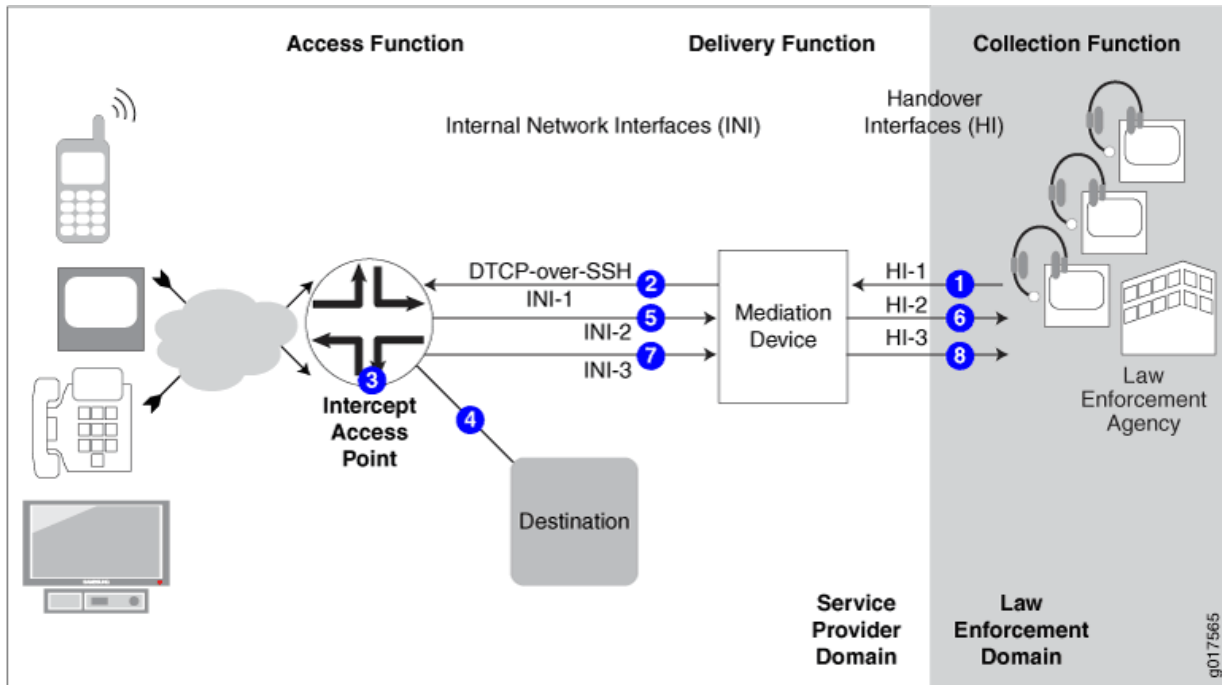 Access Function
Delivery Function
Collection Function
Internal Network Interfaces (INI)
Handover
Interfaces (HI)
DTCP-over-SSH
2
INI-1
5
INI-2
7
INI-3
Mediation
Device
HI-1
1
HI-2
6
HI-3
8
3
Intercept
Access
Point
4
Destination
Law
Enforcement
Agency
SAMSUNG
Service
Provider
Domain
Law
Enforcement
Domain
g017565